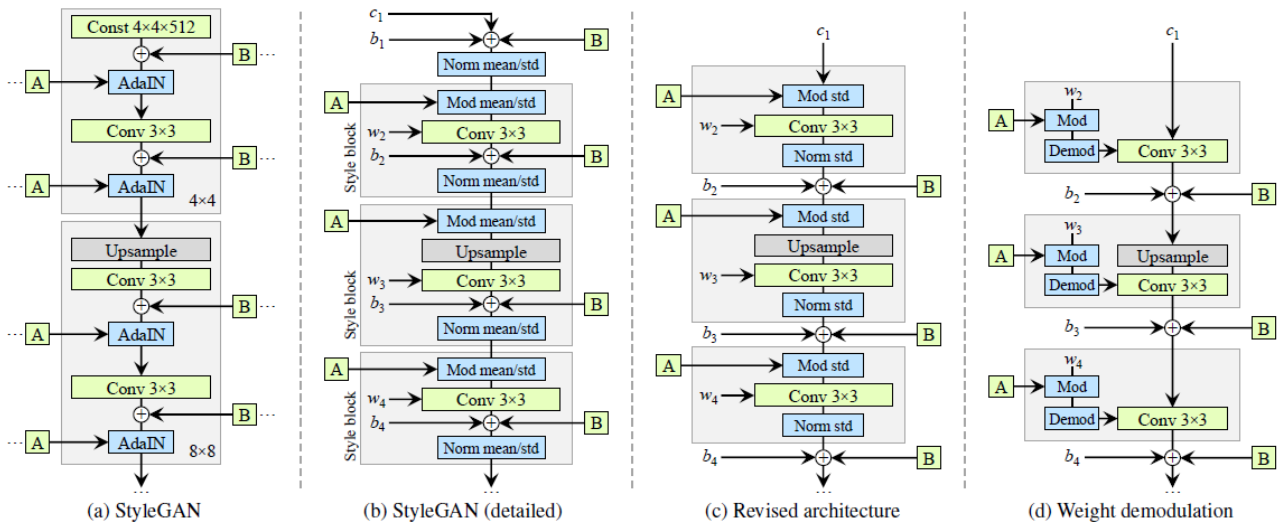 Const 4×4×512
B
...
... A
AdaIN
Conv 3×3
B
...
... A
AdaIN
4×4
Upsample
Conv 3×3
B
...
... A
AdaIN
Conv 3×3
B
...
... A
AdaIN
8×8
...
(a) StyleGAN
c1
b1
B
Norm mean/std
A
Mod mean/std
w2
Conv 3×3
b2
B
Norm mean/std
Style block
A
Mod mean/std
Upsample
w3
Conv 3×3
b3
B
Norm mean/std
Style block
A
Mod mean/std
w4
Conv 3×3
b4
B
Norm mean/std
Style block
...
(b) StyleGAN (detailed)
c1
A
Mod std
w2
Conv 3×3
Norm std
b2
B
A
Mod std
Upsample
w3
Conv 3×3
Norm std
b3
B
A
Mod std
w4
Conv 3×3
Norm std
b4
B
...
(c) Revised architecture
c1
w2
A
Mod
Demod
Conv 3×3
b2
B
w3
A
Mod
Upsample
Demod
Conv 3×3
b3
B
w4
A
Mod
Demod
Conv 3×3
b4
B
...
(d) Weight demodulation